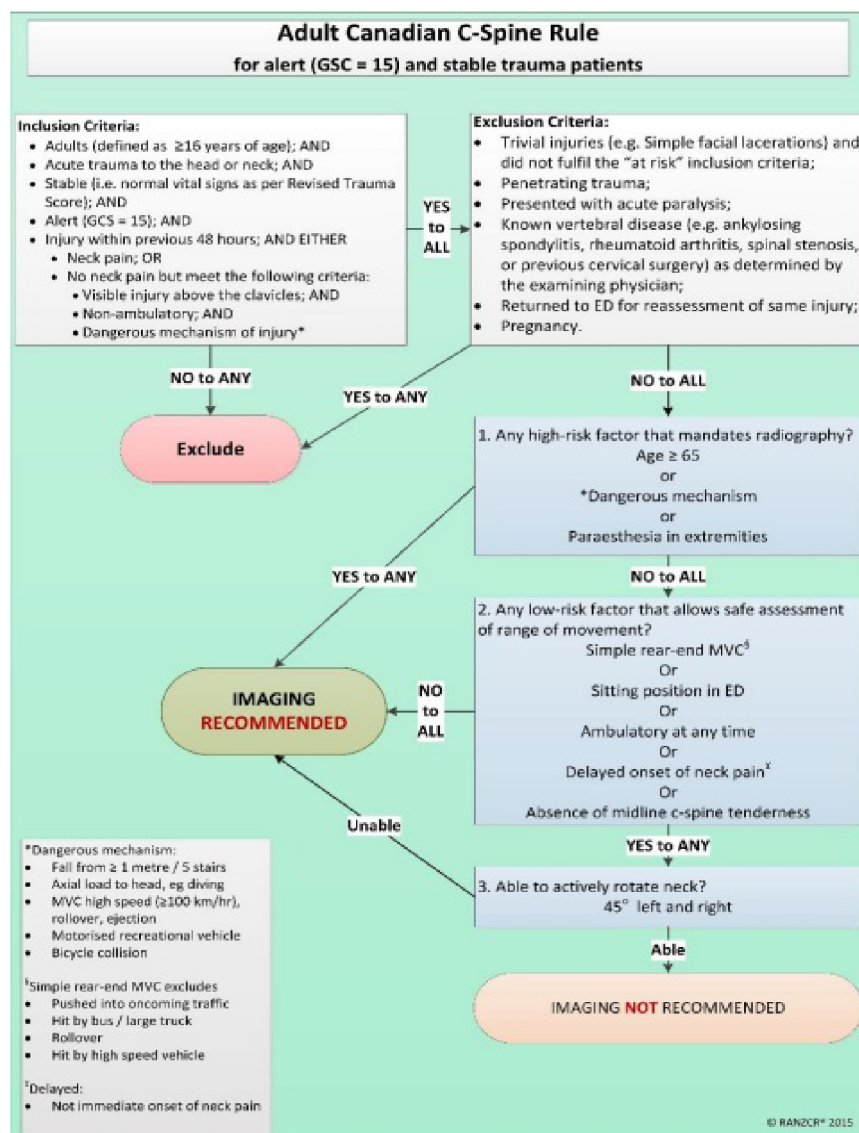 Adult Canadian C-Spine Rule
for alert (GSC = 15) and stable trauma patients
Inclusion Criteria:
• Adults (defined as ≥16 years of age); AND
• Acute trauma to the head or neck; AND
• Stable (i.e. normal vital signs as per Revised Trauma
Score); AND
• Alert (GCS = 15); AND
• Injury within previous 48 hours; AND EITHER
• Neck pain; OR
• No neck pain but meet the following criteria:
• Visible injury above the clavicles; AND
• Non-ambulatory; AND
• Dangerous mechanism of injury*
YES
to
ALL
Exclusion Criteria:
• Trivial injuries (e.g. Simple facial lacerations) and
did not fulfil the “at risk” inclusion criteria;
• Penetrating trauma;
• Presented with acute paralysis;
• Known vertebral disease (e.g. ankylosing
spondylitis, rheumatoid arthritis, spinal stenosis,
or previous cervical surgery) as determined by
the examining physician;
• Returned to ED for reassessment of same injury;
• Pregnancy.
NO to ANY
YES to ANY
NO to ALL
Exclude
1. Any high-risk factor that mandates radiography?
Age ≥ 65
or
*Dangerous mechanism
or
Paraesthesia in extremities
YES to ANY
NO to ALL
2. Any low-risk factor that allows safe assessment
of range of movement?
Simple rear-end MVC§
Or
Sitting position in ED
Or
Ambulatory at any time
Or
Delayed onset of neck pain¥
Or
Absence of midline c-spine tenderness
NO
to
ALL
IMAGING
RECOMMENDED
Unable
YES to ANY
3. Able to actively rotate neck?
45° left and right
Able
IMAGING NOT RECOMMENDED
*Dangerous mechanism:
• Fall from ≥ 1 metre / 5 stairs
• Axial load to head, eg diving
• MVC high speed (≥100 km/hr),
rollover, ejection
• Motorised recreational vehicle
• Bicycle collision
§Simple rear-end MVC excludes
• Pushed into oncoming traffic
• Hit by bus / large truck
• Rollover
• Hit by high speed vehicle
¥Delayed:
• Not immediate onset of neck pain
© RANZCR® 2015